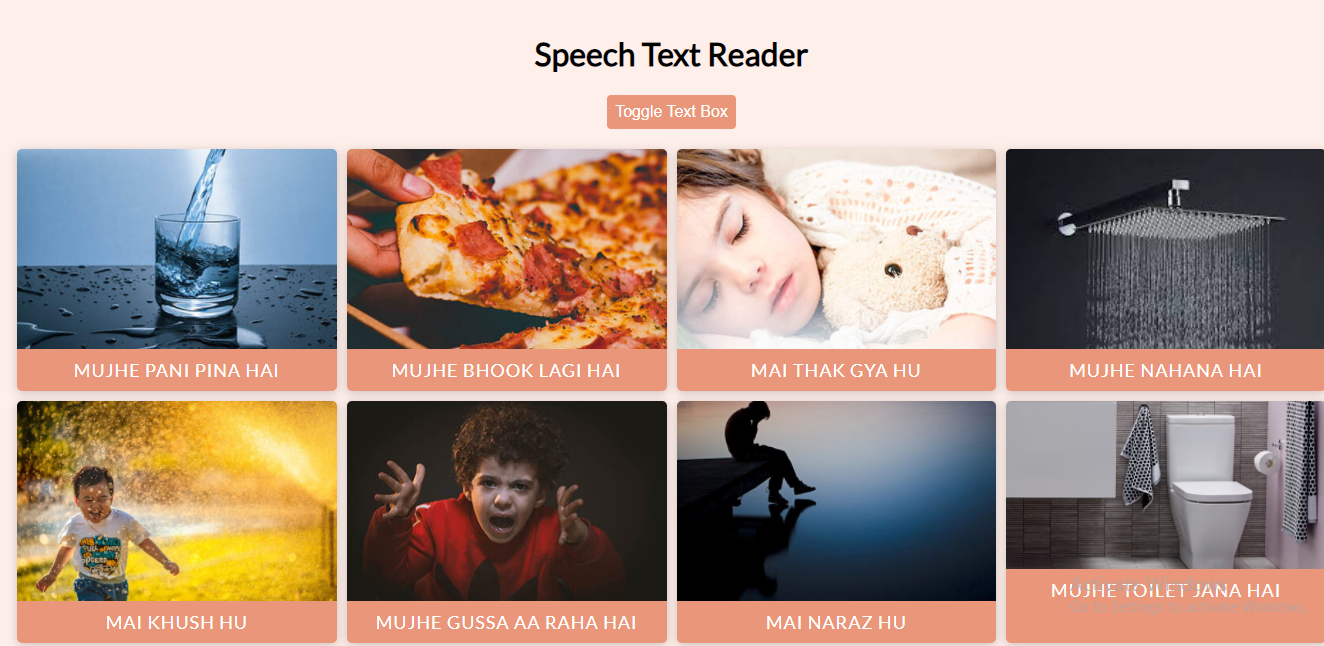 Speech Text Reader
Toggle Text Box
MUJHE PANI PINA HAI
MUJHE BHOOK LAGI HAI
MAI THAK GYA HU
MUJHE NAHANA HAI
MAI KHUSH HU
MUJHE GUSSA AA RAHA HAI
MAI NARAZ HU
MUJHE TOILET JANA HAI